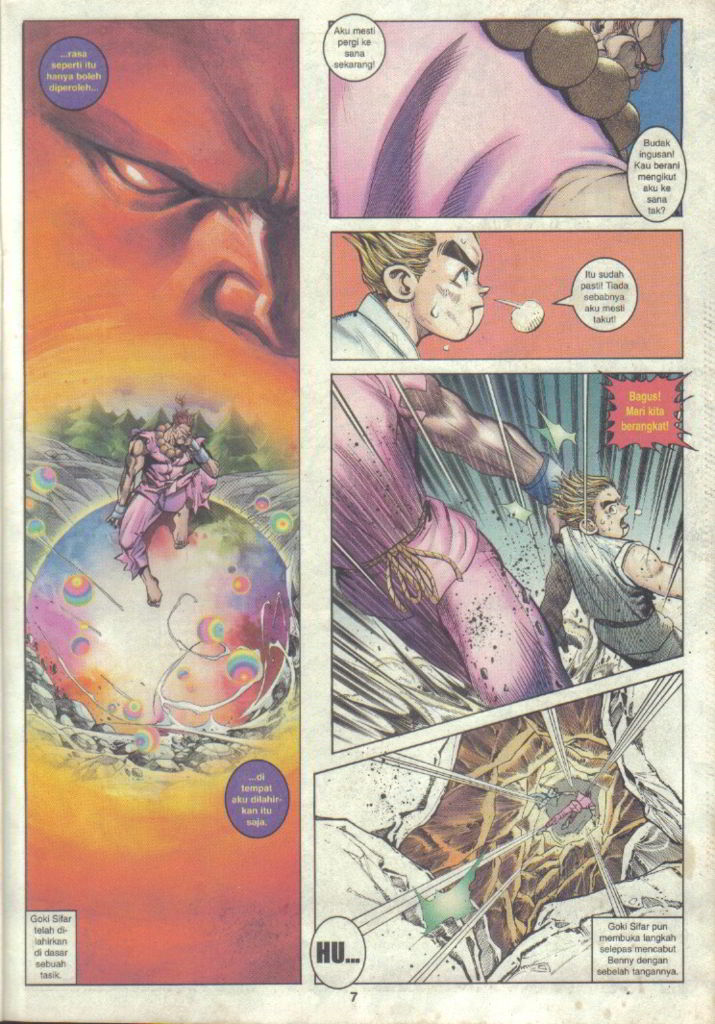 ...rasa
seperti itu
hanya boleh
diperoleh...
...di
tempat
aku dilahir-
kan itu
saja.
Goki Sifar
telah di-
lahirkan
di dasar
sebuah
tasik.
Aku mesti
pergi ke
sana
sekarang!
Budak
ingusan!
Kau berani
mengikut
aku ke
sana
tak?
Itu sudah
pasti! Tiada
sebabnya
aku mesti
takut!
Bagus!
Mari kita
berangkat!
HU...
Goki Sifar pun
membuka langkah
selepas mencabut
Benny dengan
sebelah tangannya.
7